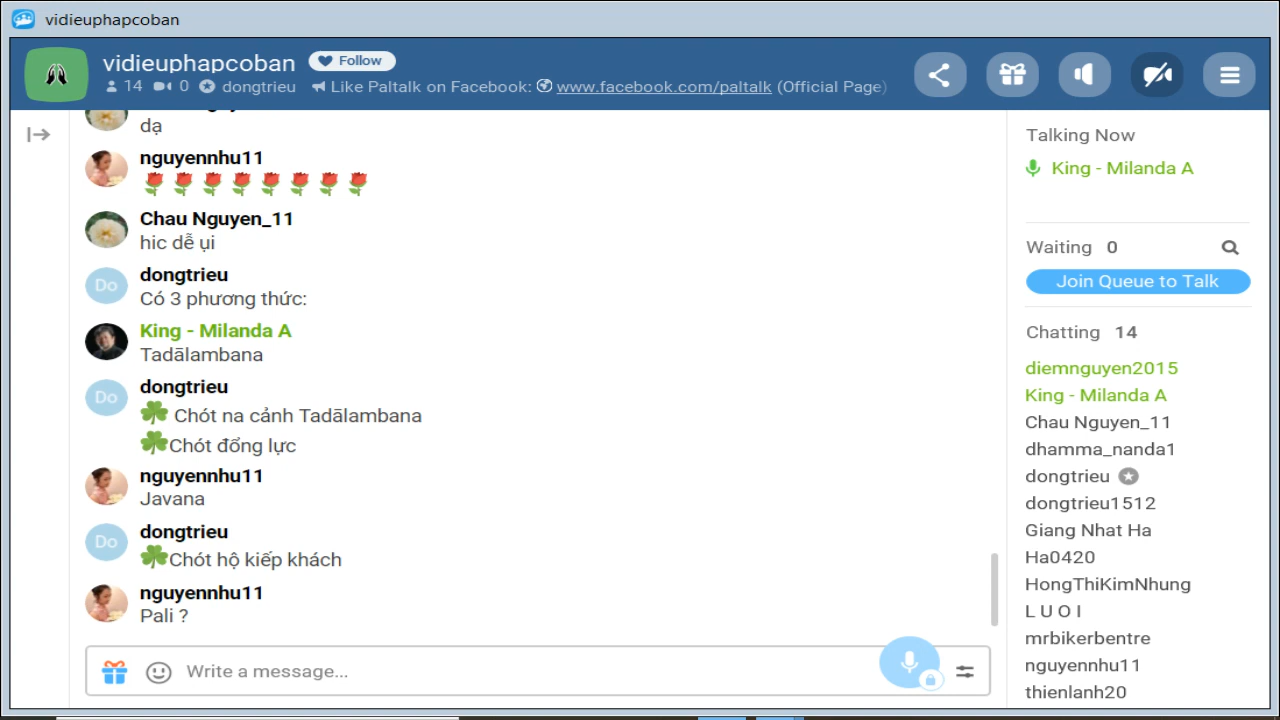 vidieuphapcoban
vidieuphapcoban Follow
14 0 dongtrieu Like Paltalk on Facebook: www.facebook.com/paltalk (Official Page)
dạ
nguyennhu11
Chau Nguyen_11
hic dễ ụi
Do dongtrieu
Có 3 phương thức:
King - Milanda A
Tadālambana
Do dongtrieu
Chót na cảnh Tadālambana
Chót đổng lực
nguyennhu11
Javana
Do dongtrieu
Chót hộ kiếp khách
nguyennhu11
Pali ?
Write a message...
Talking Now
King - Milanda A
Waiting 0
Join Queue to Talk
Chatting 14
diemnguyen2015
King - Milanda A
Chau Nguyen_11
dhamma_nanda1
dongtrieu
dongtrieu1512
Giang Nhat Ha
Ha0420
HongThiKimNhung
L U O I
mrbikerbentre
nguyennhu11
thienlanh20